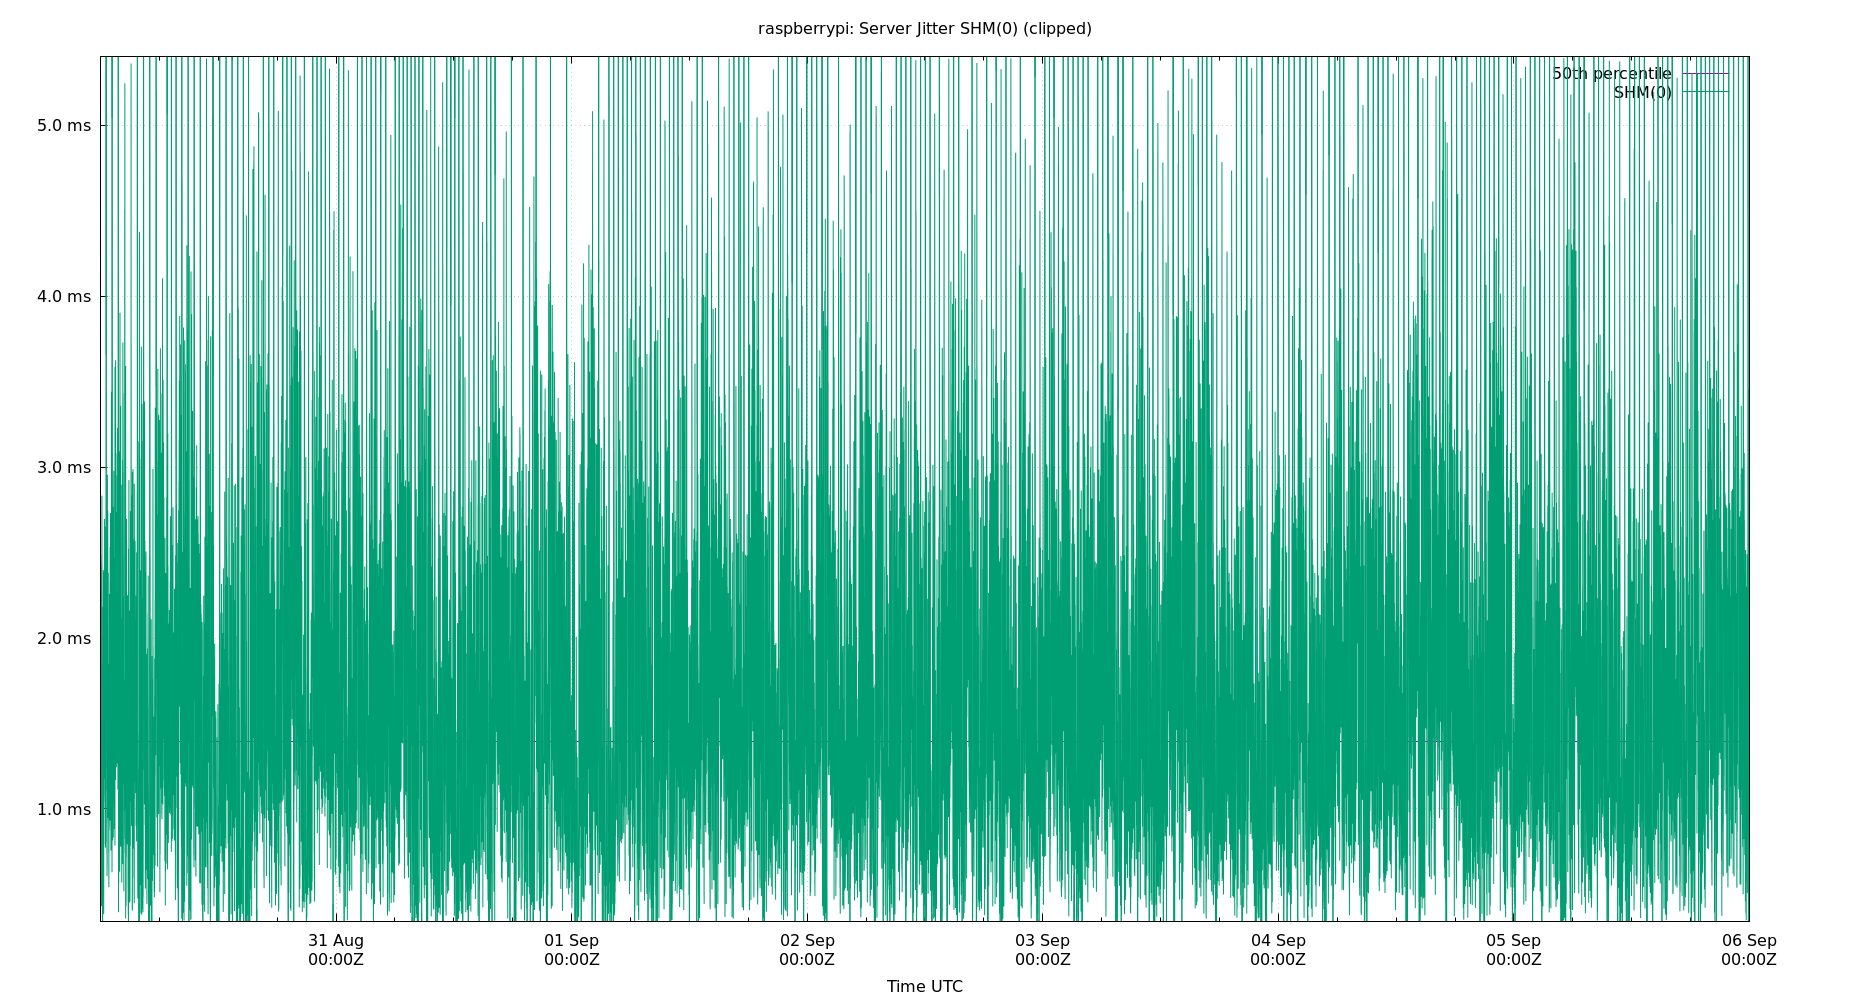 raspberrypi: Server Jitter SHM(0) (clipped)
50th percentile
SHM(0)
5.0 ms
4.0 ms
3.0 ms
2.0 ms
1.0 ms
31 Aug 01 Sep 02 Sep 03 Sep 04 Sep 05 Sep 06 Sep
00:00Z 00:00Z 00:00Z 00:00Z 00:00Z 00:00Z 00:00Z
Time UTC